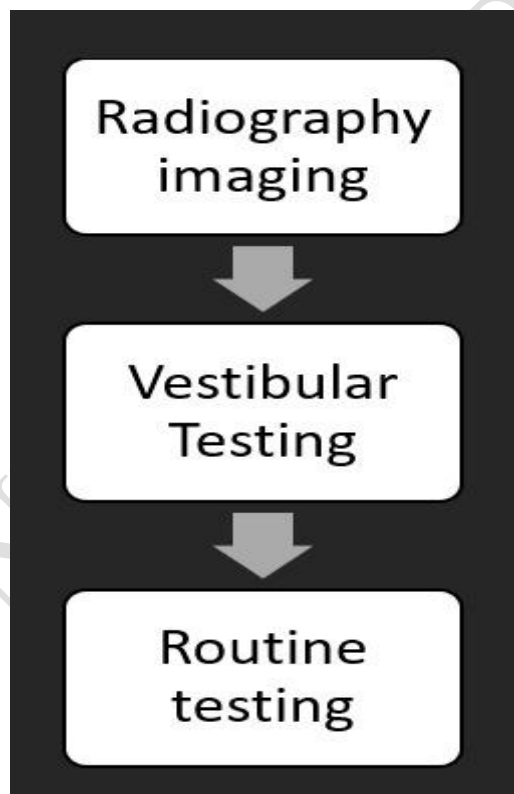 Radiography
imaging
Vestibular
Testing
Routine
testing